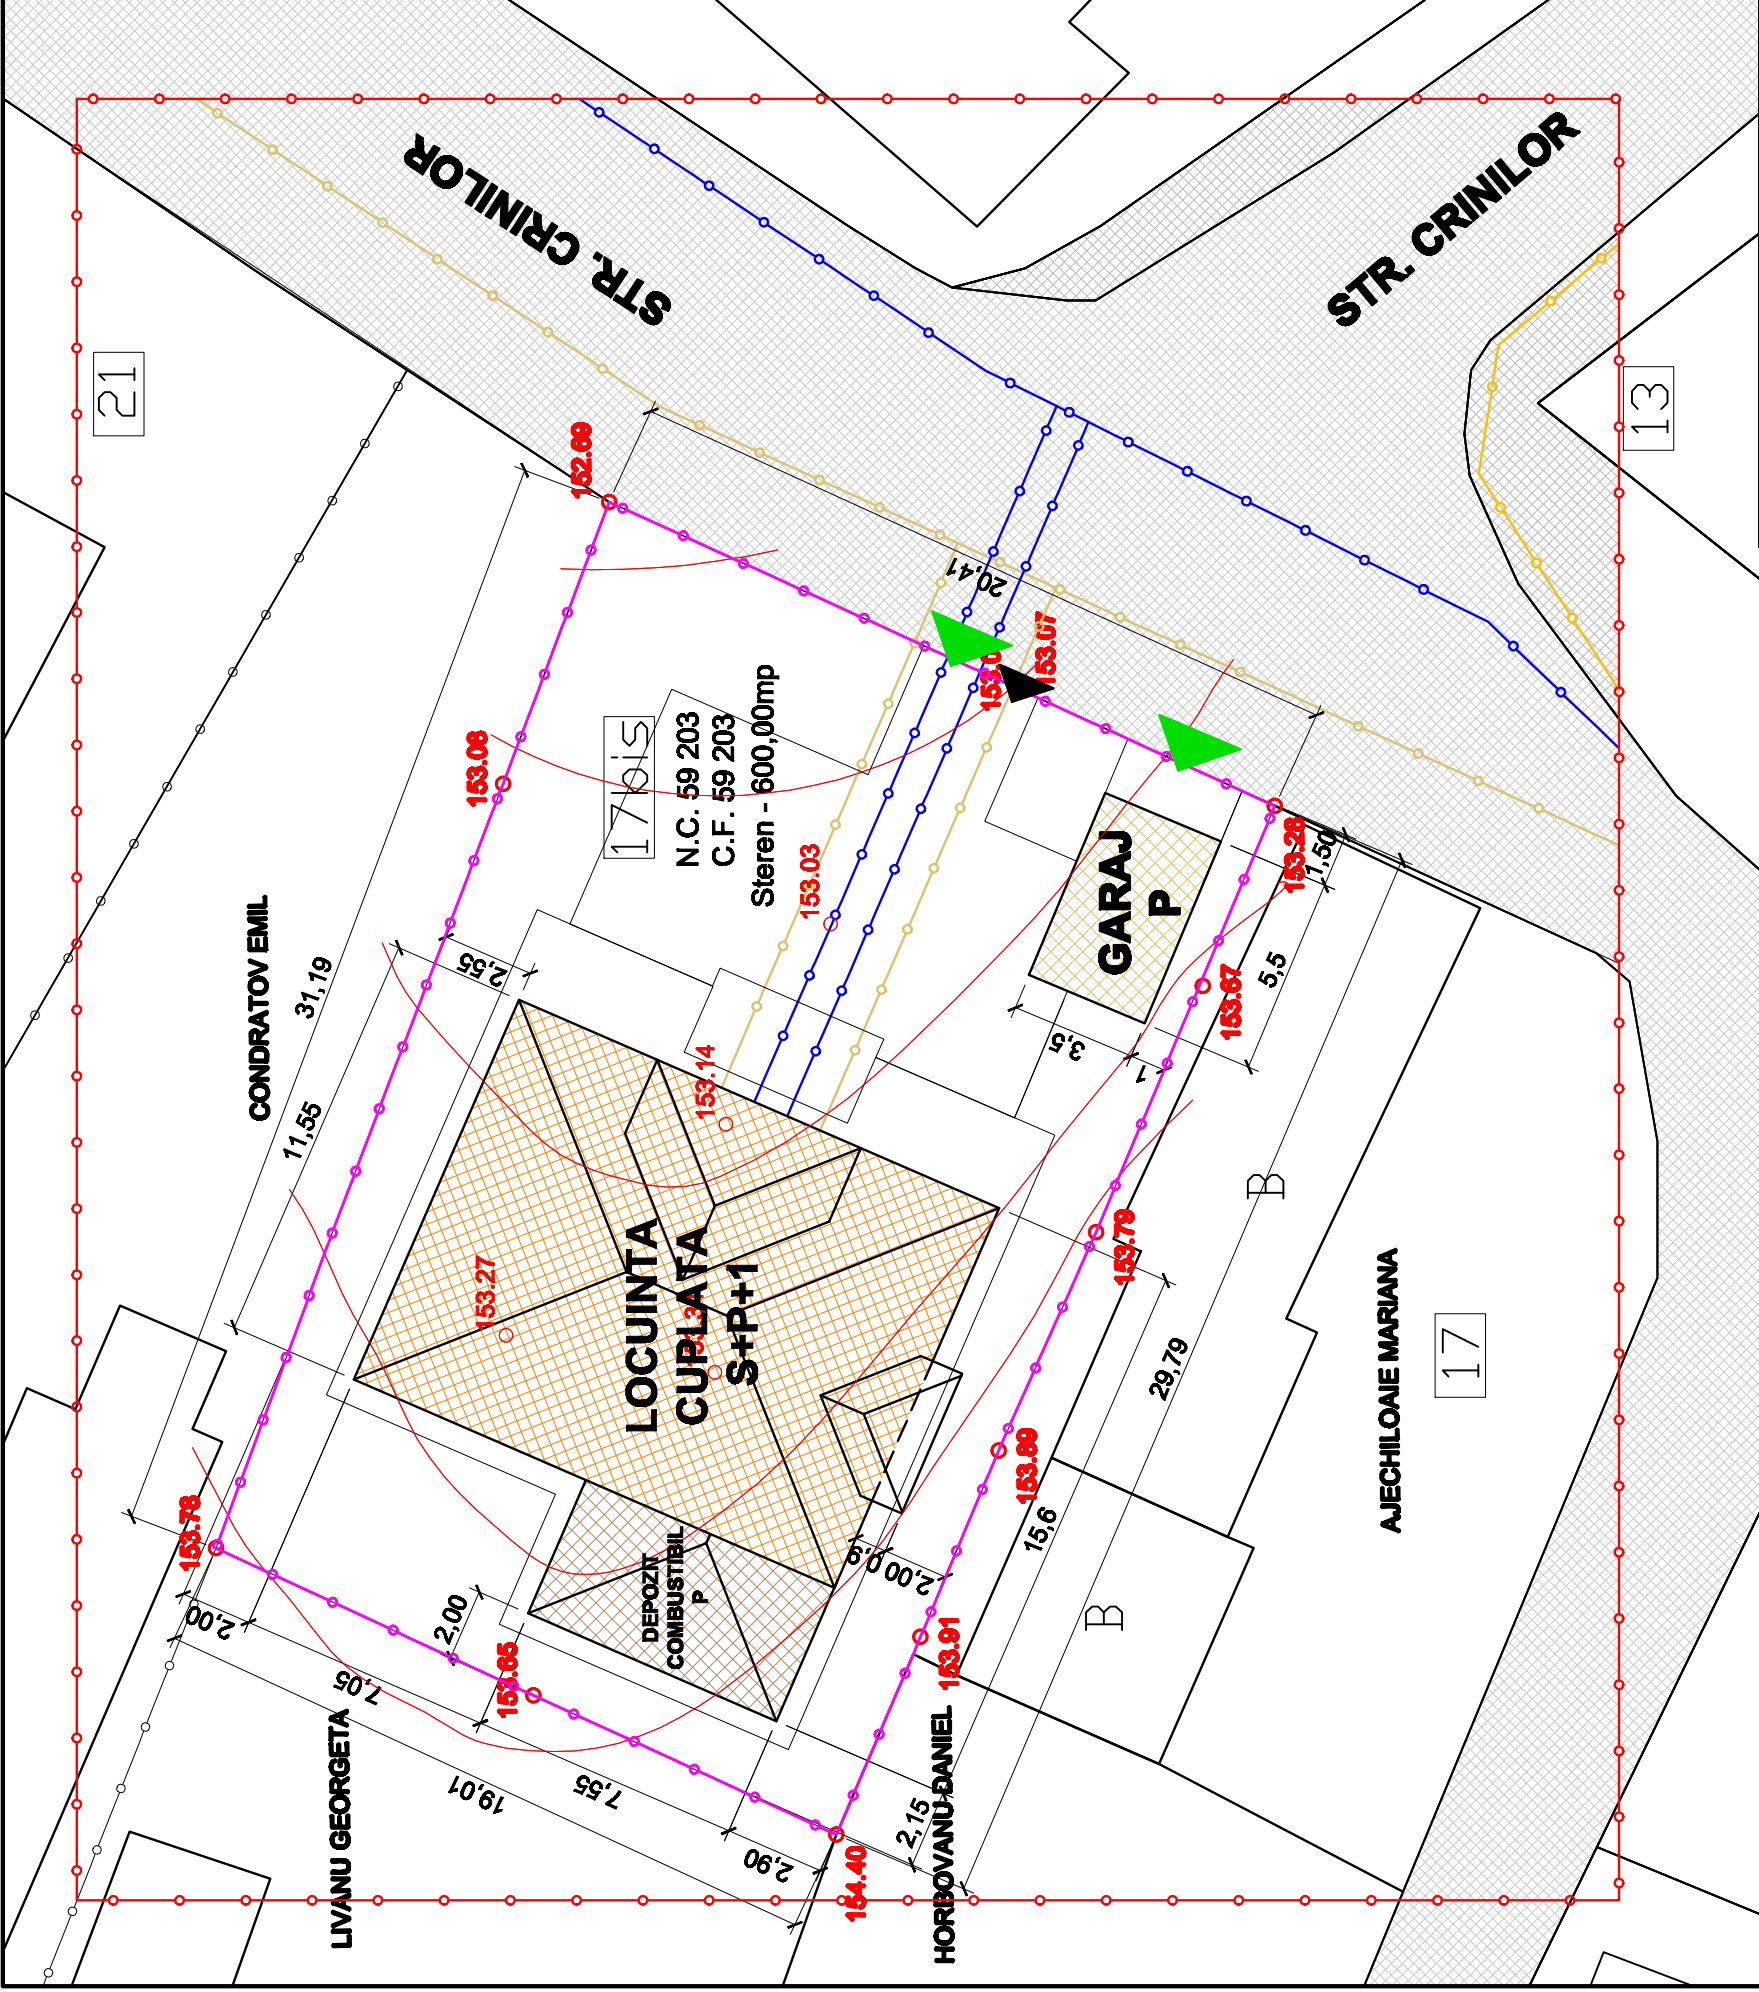 STR. CRINILOR
STR. CRINILOR
21
13
152.69
153.08
20,41
153.07
17bis
N.C. 59 203
C.F. 59 203
Steren - 600,00mp
153.03
GARAJ
P
153.28
1,50
153.67
5,5
3,5
1
CONDRATOV EMIL
31,19
11,55
2,55
153.14
153.27
LOCUINTA
CUPLATA
S+P+1
153.79
B
29,79
AJECHILOAIE MARIANA
17
153.89
15,6
B
0,9
2,00
DEPOZIT
COMBUSTIBIL
P
153.78
2,00
2,00
153.65
7,05
7,55
19,01
2,90
LIVANU GEORGETA
153.91
HORBOVANU DANIEL
2,15
154.40